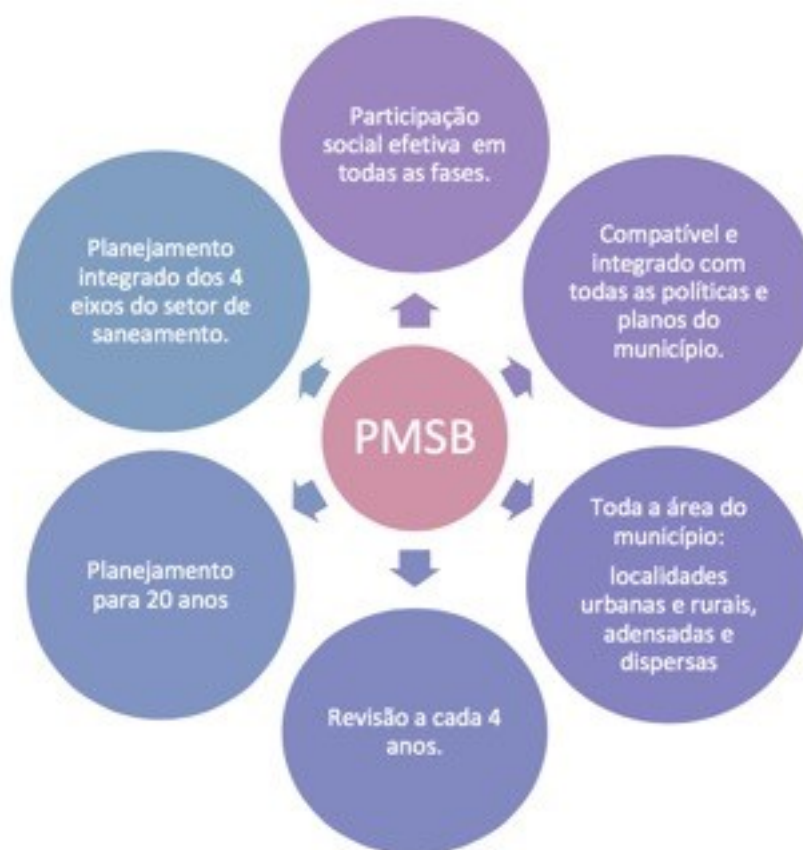 Participação
social efetiva em
todas as fases.
Compatível e
integrado com
todas as políticas e
planos do
município.
Toda a área do
município:
localidades
urbanas e rurais,
adensadas e
dispersas
Revisão a cada 4
anos.
Planejamento
para 20 anos
Planejamento
integrado dos 4
eixos do setor de
saneamento.
PMSB